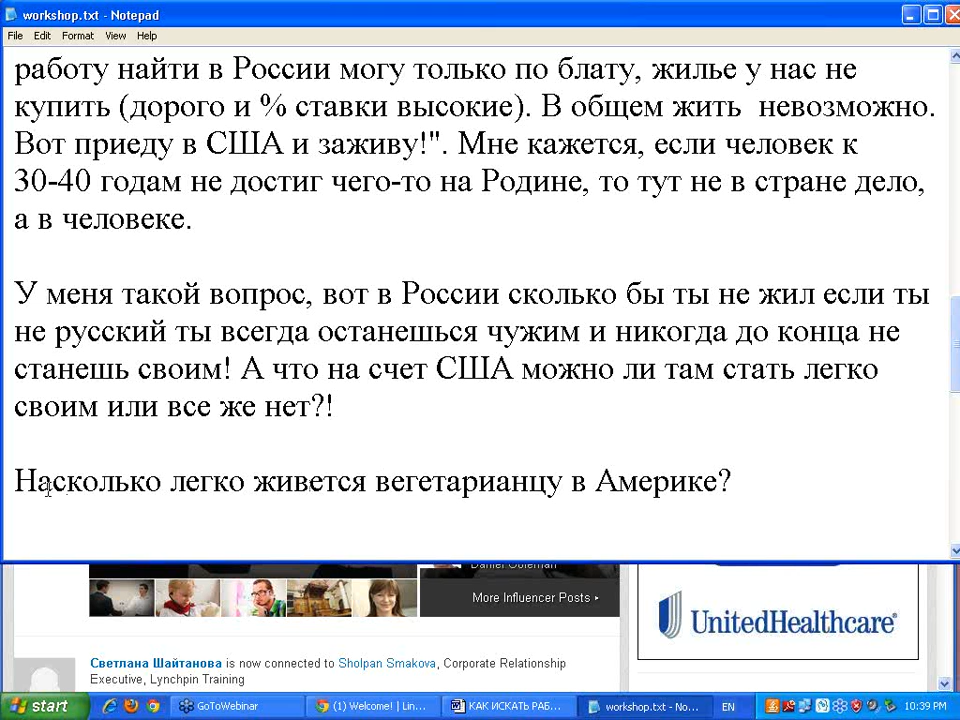 workshop.txt - Notepad
File Edit Format View Help
работу найти в России могу только по блату, жилье у нас не
купить (дорого и % ставки высокие). В общем жить  невозможно.
Вот приеду в США и заживу!". Мне кажется, если человек к
30-40 годам не достиг чего-то на Родине, то тут не в стране дело,
а в человеке.
У меня такой вопрос, вот в России сколько бы ты не жил если ты
не русский ты всегда останешься чужим и никогда до конца не
станешь своим! А что на счет США можно ли там стать легко
своим или все же нет?!
Насколько легко живется вегетарианцу в Америке?
Daniel Goleman
More Influencer Posts ▸
UnitedHealthcare
Светлана Шайтанова is now connected to Sholpan Smakova, Corporate Relationship
Executive, Lynchpin Training
start GoToWebinar (1) Welcome! | Lin... КАК ИСКАТЬ РАБ... workshop.txt - No... EN 10:39 PM